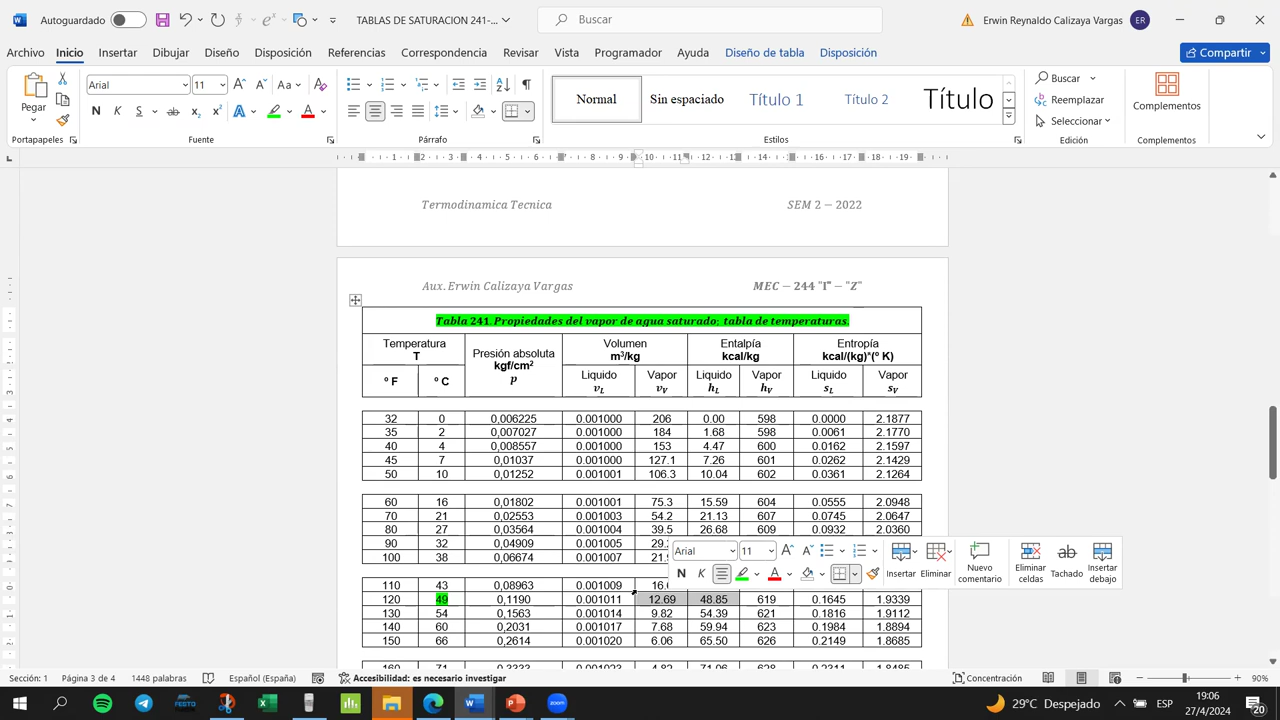 Autoguardado
TABLAS DE SATURACION 241-...
Buscar
Erwin Reynaldo Calizaya Vargas
ER
Archivo Inicio Insertar Dibujar Diseño Disposición Referencias Correspondencia Revisar Vista Programador Ayuda Diseño de tabla Disposición
Compartir
Pegar
Arial 11
Normal Sin espaciado Título 1 Título 2 Título
Buscar
Reemplazar
Seleccionar
Complementos
Portapapeles Fuente Párrafo Estilos Edición Complementos
Termodinamica Tecnica SEM 2 − 2022
Aux. Erwin Calizaya Vargas MEC − 244 "I" − "Z"
Tabla 241. Propiedades del vapor de agua saturado; tabla de temperaturas.
Temperatura T Presión absoluta kgf/cm² p Volumen m³/kg Entalpía kcal/kg Entropía kcal/(kg)*(º K)
º F º C Liquido vL Vapor vV Liquido hL Vapor hV Liquido sL Vapor sV
32 0 0,006225 0.001000 206 0.00 598 0.0000 2.1877
35 2 0,007027 0.001000 184 1.68 598 0.0061 2.1770
40 4 0,008557 0.001000 153 4.47 600 0.0162 2.1597
45 7 0,01037 0.001000 127.1 7.26 601 0.0262 2.1429
50 10 0,01252 0.001001 106.3 10.04 602 0.0361 2.1264
60 16 0,01802 0.001001 75.3 15.59 604 0.0555 2.0948
70 21 0,02553 0.001003 54.2 21.13 607 0.0745 2.0647
80 27 0,03564 0.001004 39.5 26.68 609 0.0932 2.0360
90 32 0,04909 0.001005
100 38 0,06674 0.001007
110 43 0,08963 0.001009
120 49 0,1190 0.001011 12.69 48.85 619 0.1645 1.9339
130 54 0,1563 0.001014 9.82 54.39 621 0.1816 1.9112
140 60 0,2031 0.001017 7.68 59.94 623 0.1984 1.8894
150 66 0,2614 0.001020 6.06 65.50 626 0.2149 1.8685
Arial 11
Insertar Eliminar Nuevo comentario Eliminar celdas Tachado Insertar debajo
Sección: 1 Página 3 de 4 1448 palabras Español (España) Accesibilidad: es necesario investigar Concentración 90%
29°C Despejado ESP 19:06
27/4/2024
20